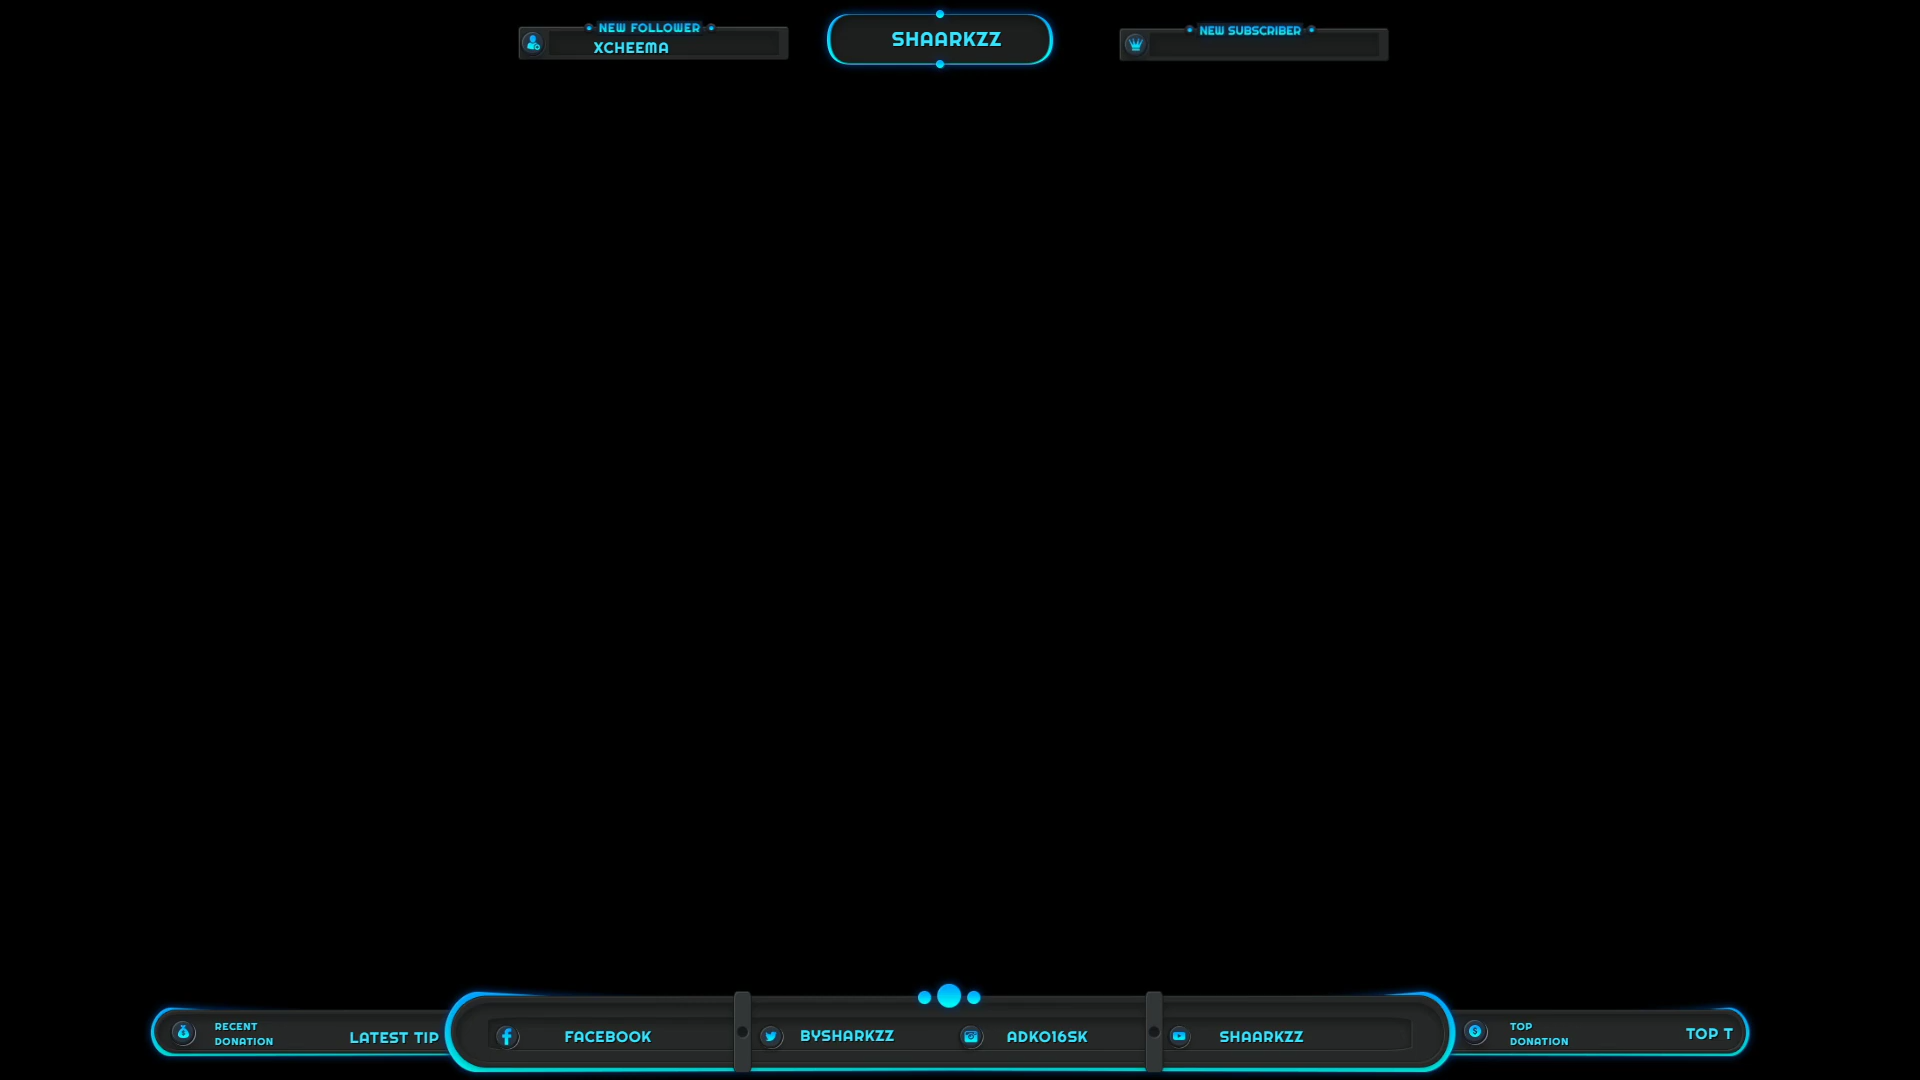 NEW FOLLOWER
XCHEEMA
SHAARKZZ
NEW SUBSCRIBER
RECENT
DONATION
LATEST TIP
FACEBOOK
BYSHARKZZ
ADKO16SK
SHAARKZZ
TOP
DONATION
TOP T